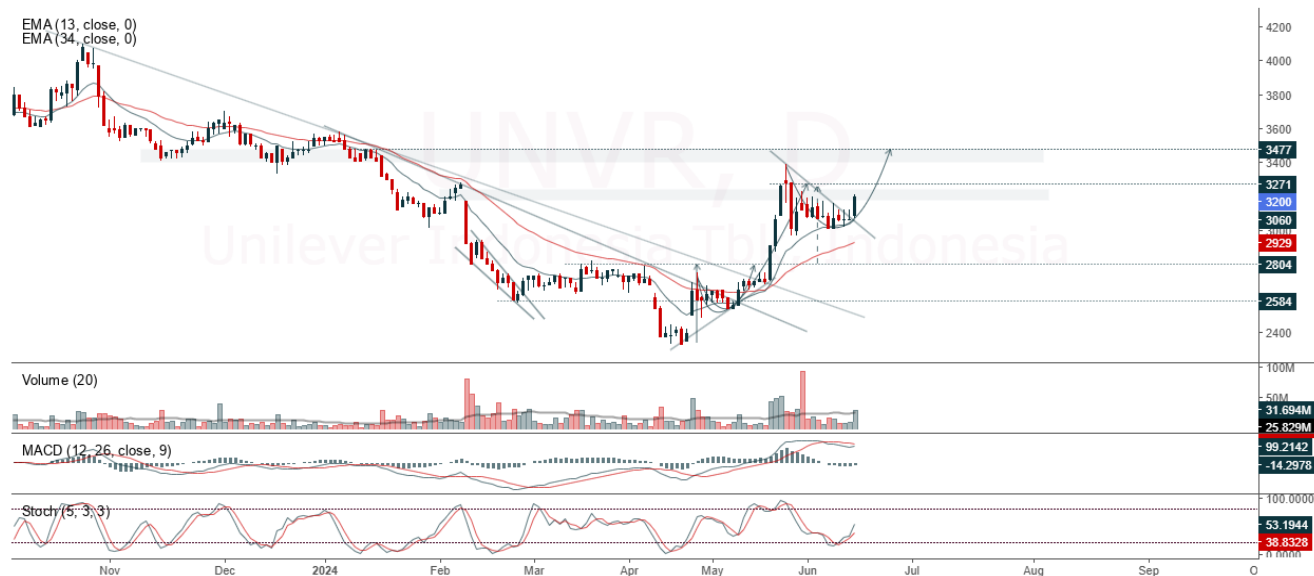 EMA (13, close, 0)
EMA (34, close, 0)
UNVR, D
Unilever Indonesia Tbk, Indonesia
4200
4000
3800
3600
3477
3400
3271
3200
3060
3000
2929
2804
2584
2400
Volume (20)
100M
50M
31.694M
25.829M
MACD (12, 26, close, 9)
99.2142
-14.2978
Stoch (5, 3, 3)
100.0000
53.1944
38.8328
0.0000
Nov Dec 2024 Feb Mar Apr May Jun Jul Aug Sep O